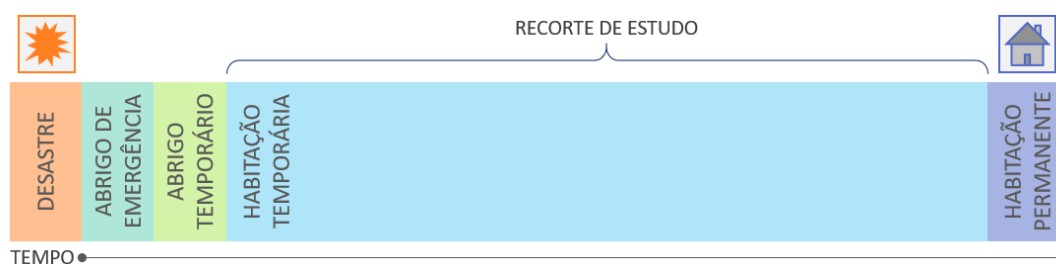 RECORTE DE ESTUDO
DESASTRE
ABRIGO DE
EMERGÊNCIA
ABRIGO
TEMPORÁRIO
HABITAÇÃO
TEMPORÁRIA
HABITAÇÃO
PERMANENTE
TEMPO